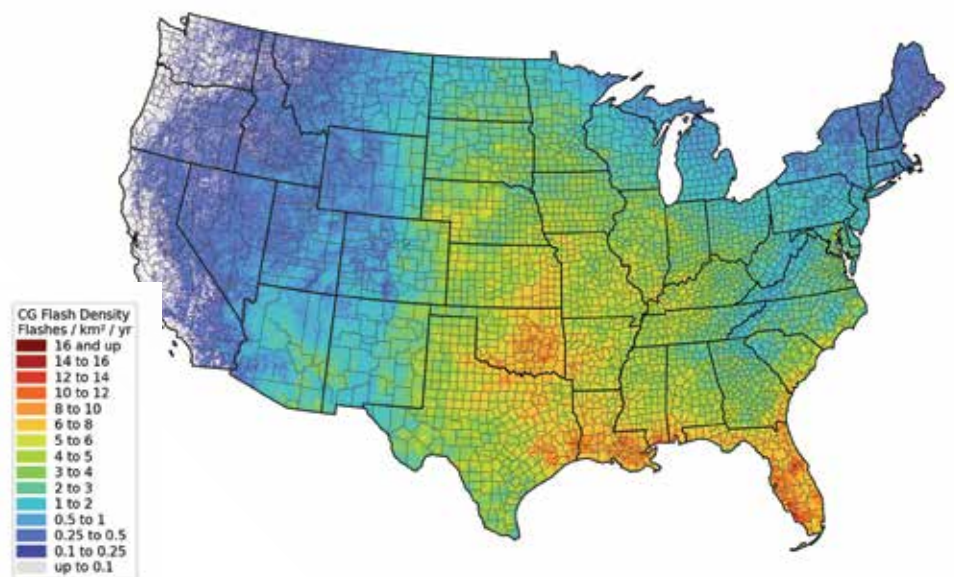 CG Flash Density
Flashes / km² / yr
16 and up
14 to 16
12 to 14
10 to 12
8 to 10
6 to 8
5 to 6
4 to 5
3 to 4
2 to 3
1 to 2
0.5 to 1
0.25 to 0.5
0.1 to 0.25
up to 0.1